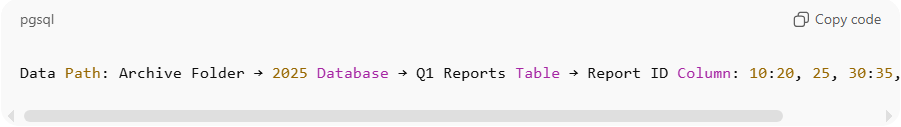 pgsql
Copy code
Data Path: Archive Folder → 2025 Database → Q1 Reports Table → Report ID Column: 10:20, 25, 30:35,